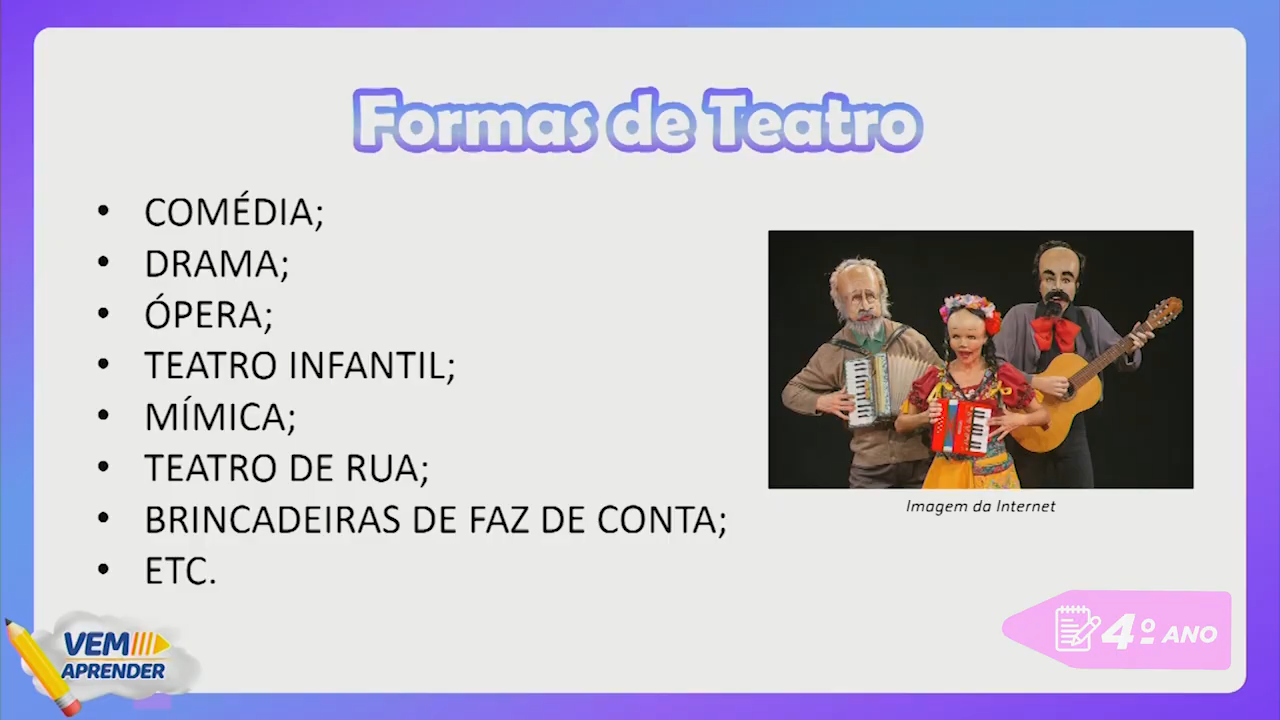 Formas de Teatro
• COMÉDIA;
• DRAMA;
• ÓPERA;
• TEATRO INFANTIL;
• MÍMICA;
• TEATRO DE RUA;
• BRINCADEIRAS DE FAZ DE CONTA;
• ETC.
Imagem da Internet
VEM
APRENDER
4º ANO